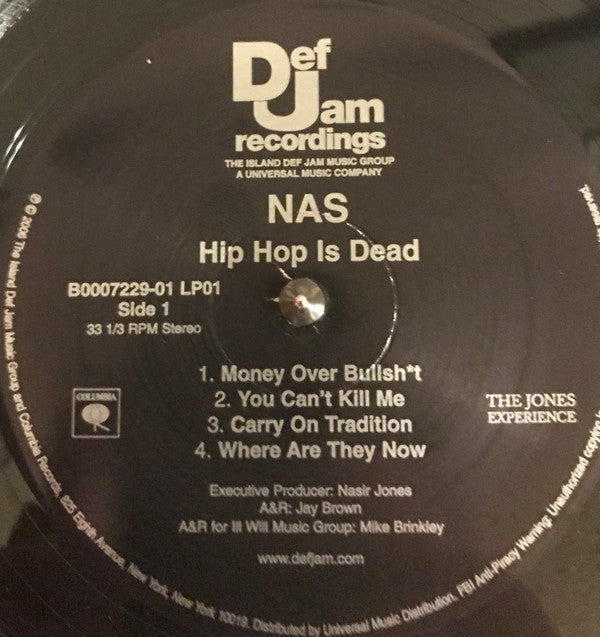 Def
Jam
recordings
THE ISLAND DEF JAM MUSIC GROUP
A UNIVERSAL MUSIC COMPANY
NAS
Hip Hop Is Dead
B0007229-01 LP01
Side 1
33 1/3 RPM Stereo
1. Money Over Bullsh*t
2. You Can't Kill Me
3. Carry On Tradition
4. Where Are They Now
COLUMBIA
THE JONES
EXPERIENCE
Executive Producer: Nasir Jones
A&R: Jay Brown
A&R for Ill Will Music Group: Mike Brinkley
www.defjam.com
℗ © 2006 The Island Def Jam Music Group and Columbia Records, 825 Eighth Avenue, New York, New York 10019. Distributed by Universal Music Distribution. FBI Anti-Piracy Warning: Unauthorized copying
reserved.